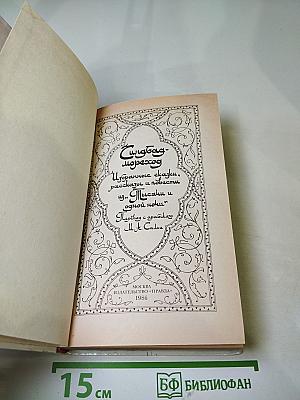 Синдбад-
мореход
Избранные сказки,
рассказы и повести
из „Тысячи и
одной ночи"
Перевод с арабского
М. А. Салье
МОСКВА
ИЗДАТЕЛЬСТВО «ПРАВДА»
1986
15 см
БФ БИБЛИОФАН